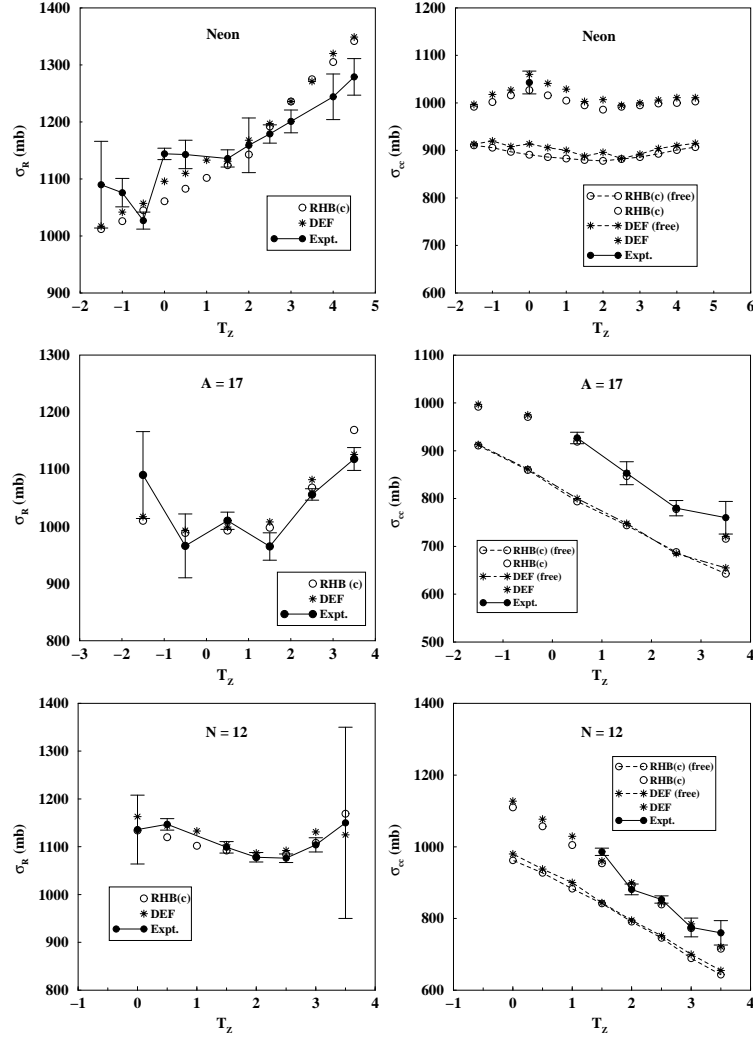 Neon
σR (mb)
1400
1300
1200
1100
1000
900
RHB(c)
DEF
Expt.
−2 −1 0 1 2 3 4 5
TZ
Neon
σcc (mb)
1200
1100
1000
900
800
700
600
RHB(c) (free)
RHB(c)
DEF (free)
DEF
Expt.
−2 −1 0 1 2 3 4 5 6
TZ
A = 17
σR (mb)
1300
1200
1100
1000
900
800
RHB (c)
DEF
Expt.
−3 −2 −1 0 1 2 3 4
TZ
A = 17
σcc (mb)
1100
1000
900
800
700
600
500
RHB(c) (free)
RHB(c)
DEF (free)
DEF
Expt.
−2 −1 0 1 2 3 4
TZ
N = 12
σR (mb)
1400
1300
1200
1100
1000
900
800
RHB(c)
DEF
Expt.
−1 0 1 2 3 4
TZ
N = 12
σcc (mb)
1400
1200
1000
800
600
RHB(c) (free)
RHB(c)
DEF (free)
DEF
Expt.
−1 0 1 2 3 4
TZ